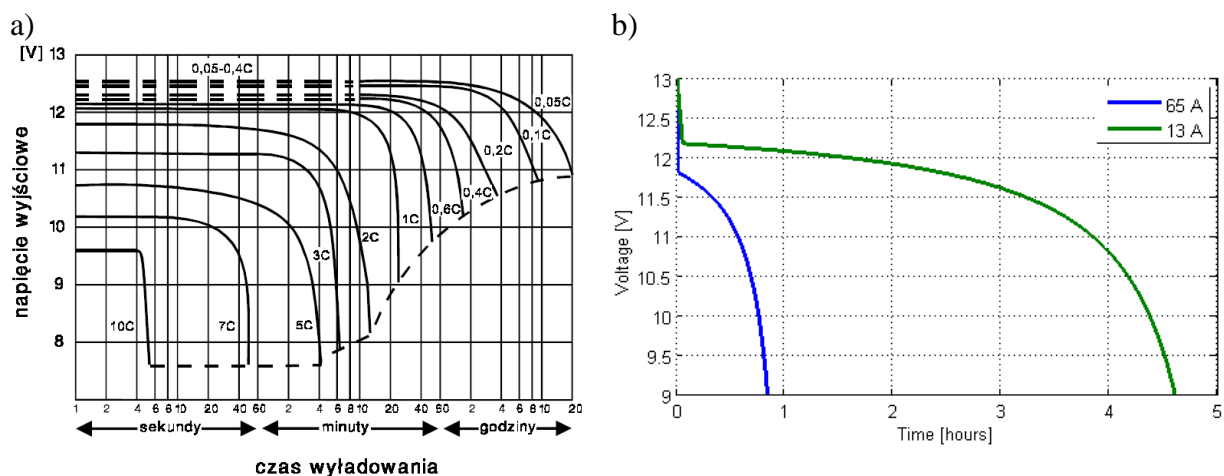 a)
[V]
13
12
11
10
9
8
napięcie wyjściowe
0,05-0,4C
0,05C
0,1C
0,2C
0,4C
0,6C
1C
2C
3C
5C
7C
10C
1 2 4 6 8 10 20 40 60 2 4 6 8 10 20 40 60 2 4 6 8 10 20
sekundy minuty godziny
czas wyładowania
b)
65 A
13 A
13
12.5
12
11.5
11
10.5
10
9.5
9
Voltage [V]
0 1 2 3 4 5
Time [hours]